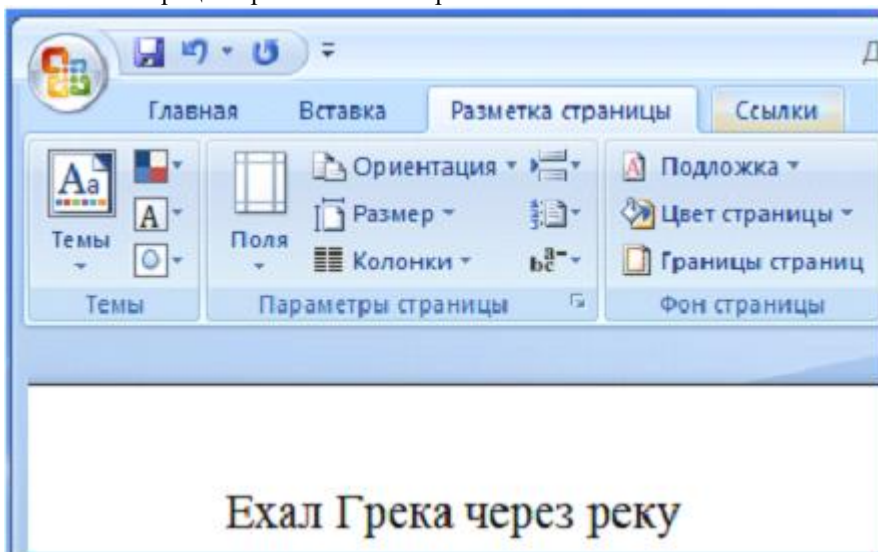 Главная Вставка Разметка страницы Ссылки
Aa Ориентация Подложка
A Размер Цвет страницы
Темы Поля Колонки Границы страниц
Темы Параметры страницы Фон страницы
Ехал Грека через реку